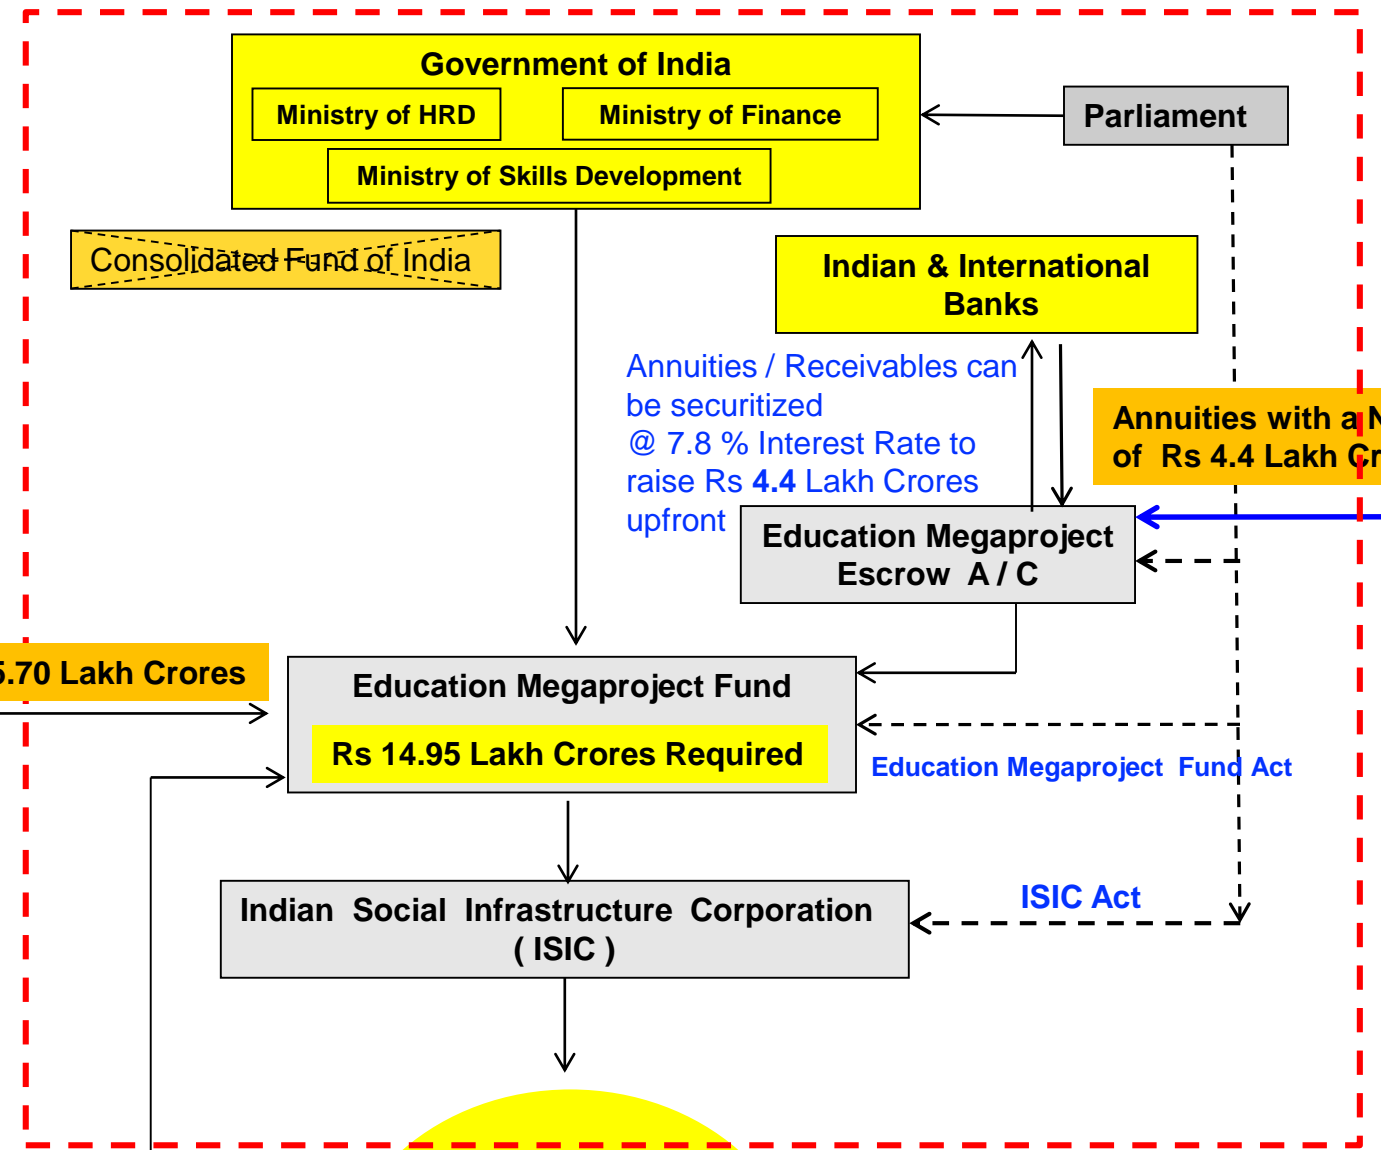 Government of India
Ministry of HRD
Ministry of Finance
Parliament
Ministry of Skills Development
Consolidated Fund of India
Indian & International
Banks
Annuities / Receivables can
be securitized
@ 7.8 % Interest Rate to
raise Rs 4.4 Lakh Crores
upfront
Annuities with a
of Rs 4.4 Lakh
Education Megaproject
Escrow A / C
5.70 Lakh Crores
Education Megaproject Fund
Rs 14.95 Lakh Crores Required
Education Megaproject Fund Act
Indian Social Infrastructure Corporation
( ISIC )
ISIC Act